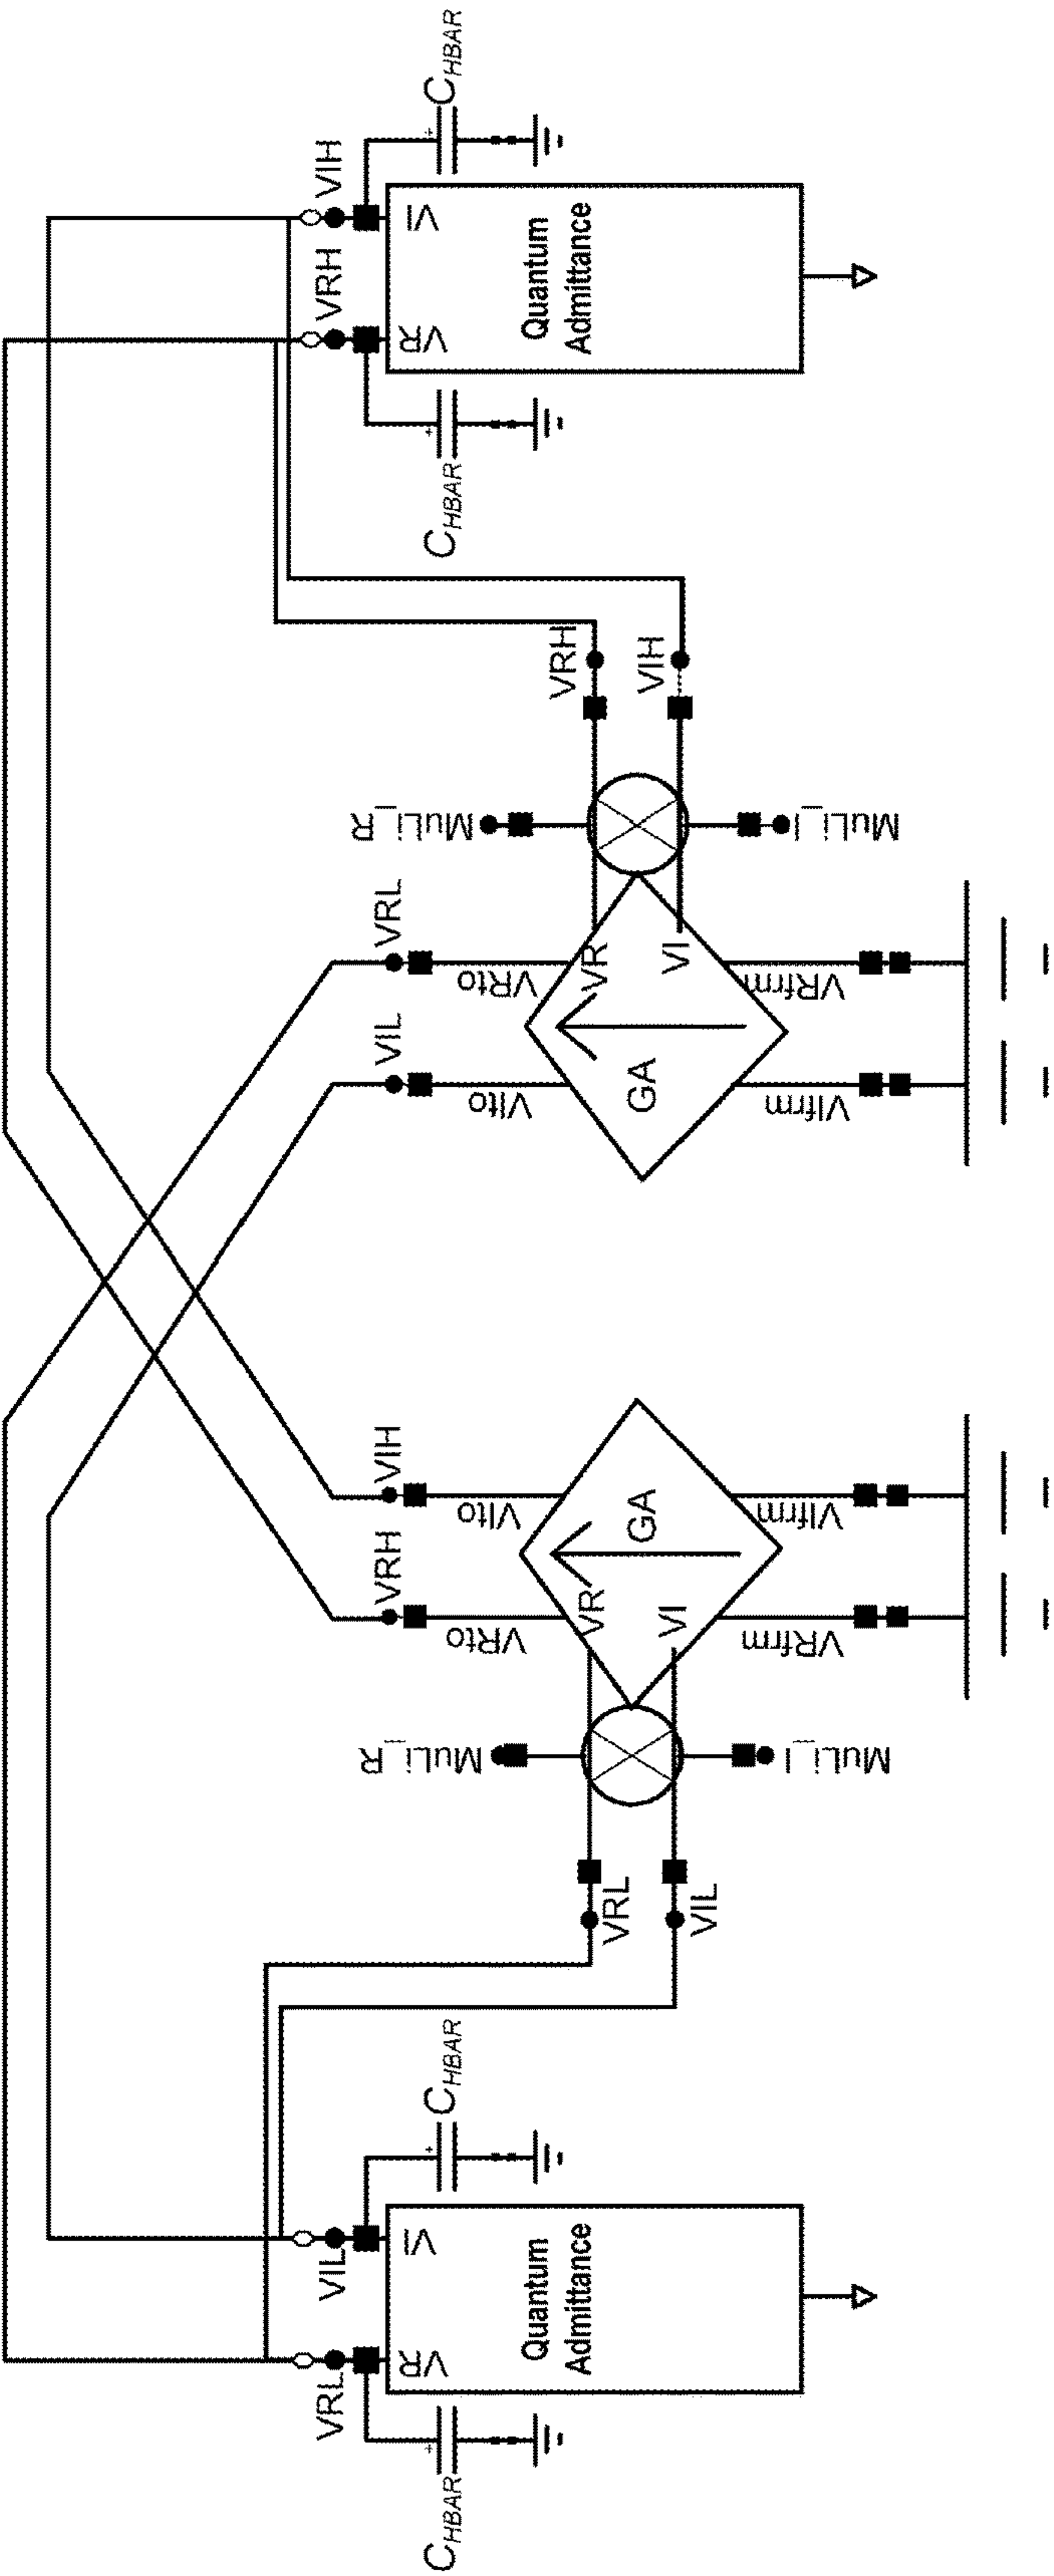 C_HBAR
VIH
VRH
VI
VR
Quantum
Admittance
C_HBAR
VRH
VIH
MuLi_R
MuLi_I
VRL
VIL
VRto
VIto
VR
VI
GA
VRfrm
VIfrm
VIH
VRH
VIto
VRto
GA
VR
VI
VIfrm
VRfrm
MuLi_R
MuLi_I
VRL
VIL
C_HBAR
VIL
VRL
VI
VR
Quantum
Admittance
C_HBAR